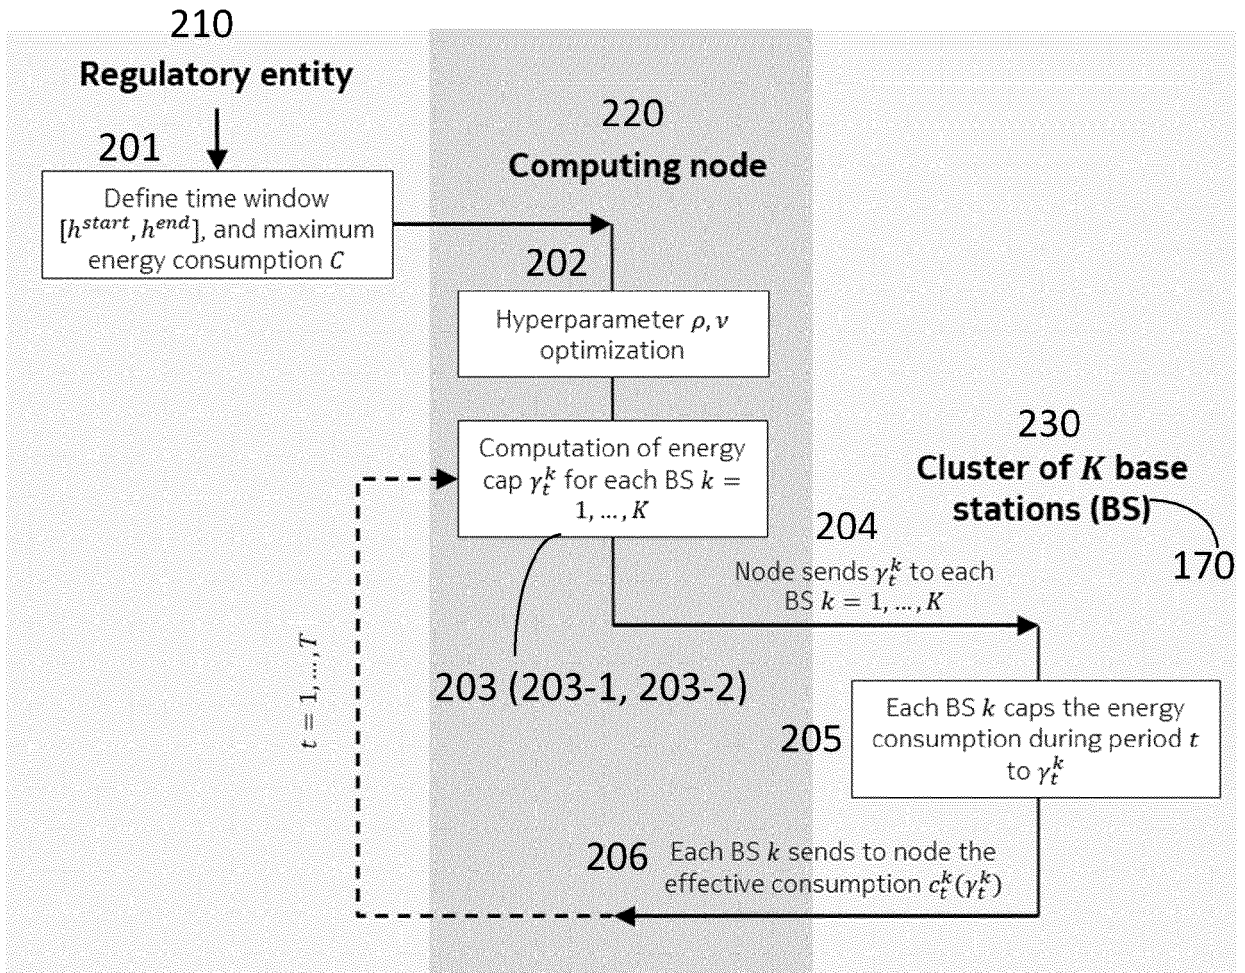 210
Regulatory entity
201
Define time window
[h^{start}, h^{end}], and maximum
energy consumption C
220
Computing node
202
Hyperparameter ρ, ν
optimization
Computation of energy
cap γ_t^k for each BS k =
1, ..., K
203 (203-1, 203-2)
230
Cluster of K base
stations (BS)
170
204
Node sends γ_t^k to each
BS k = 1, ..., K
205
Each BS k caps the energy
consumption during period t
to γ_t^k
206
Each BS k sends to node the
effective consumption c_t^k(γ_t^k)
t = 1, ..., T